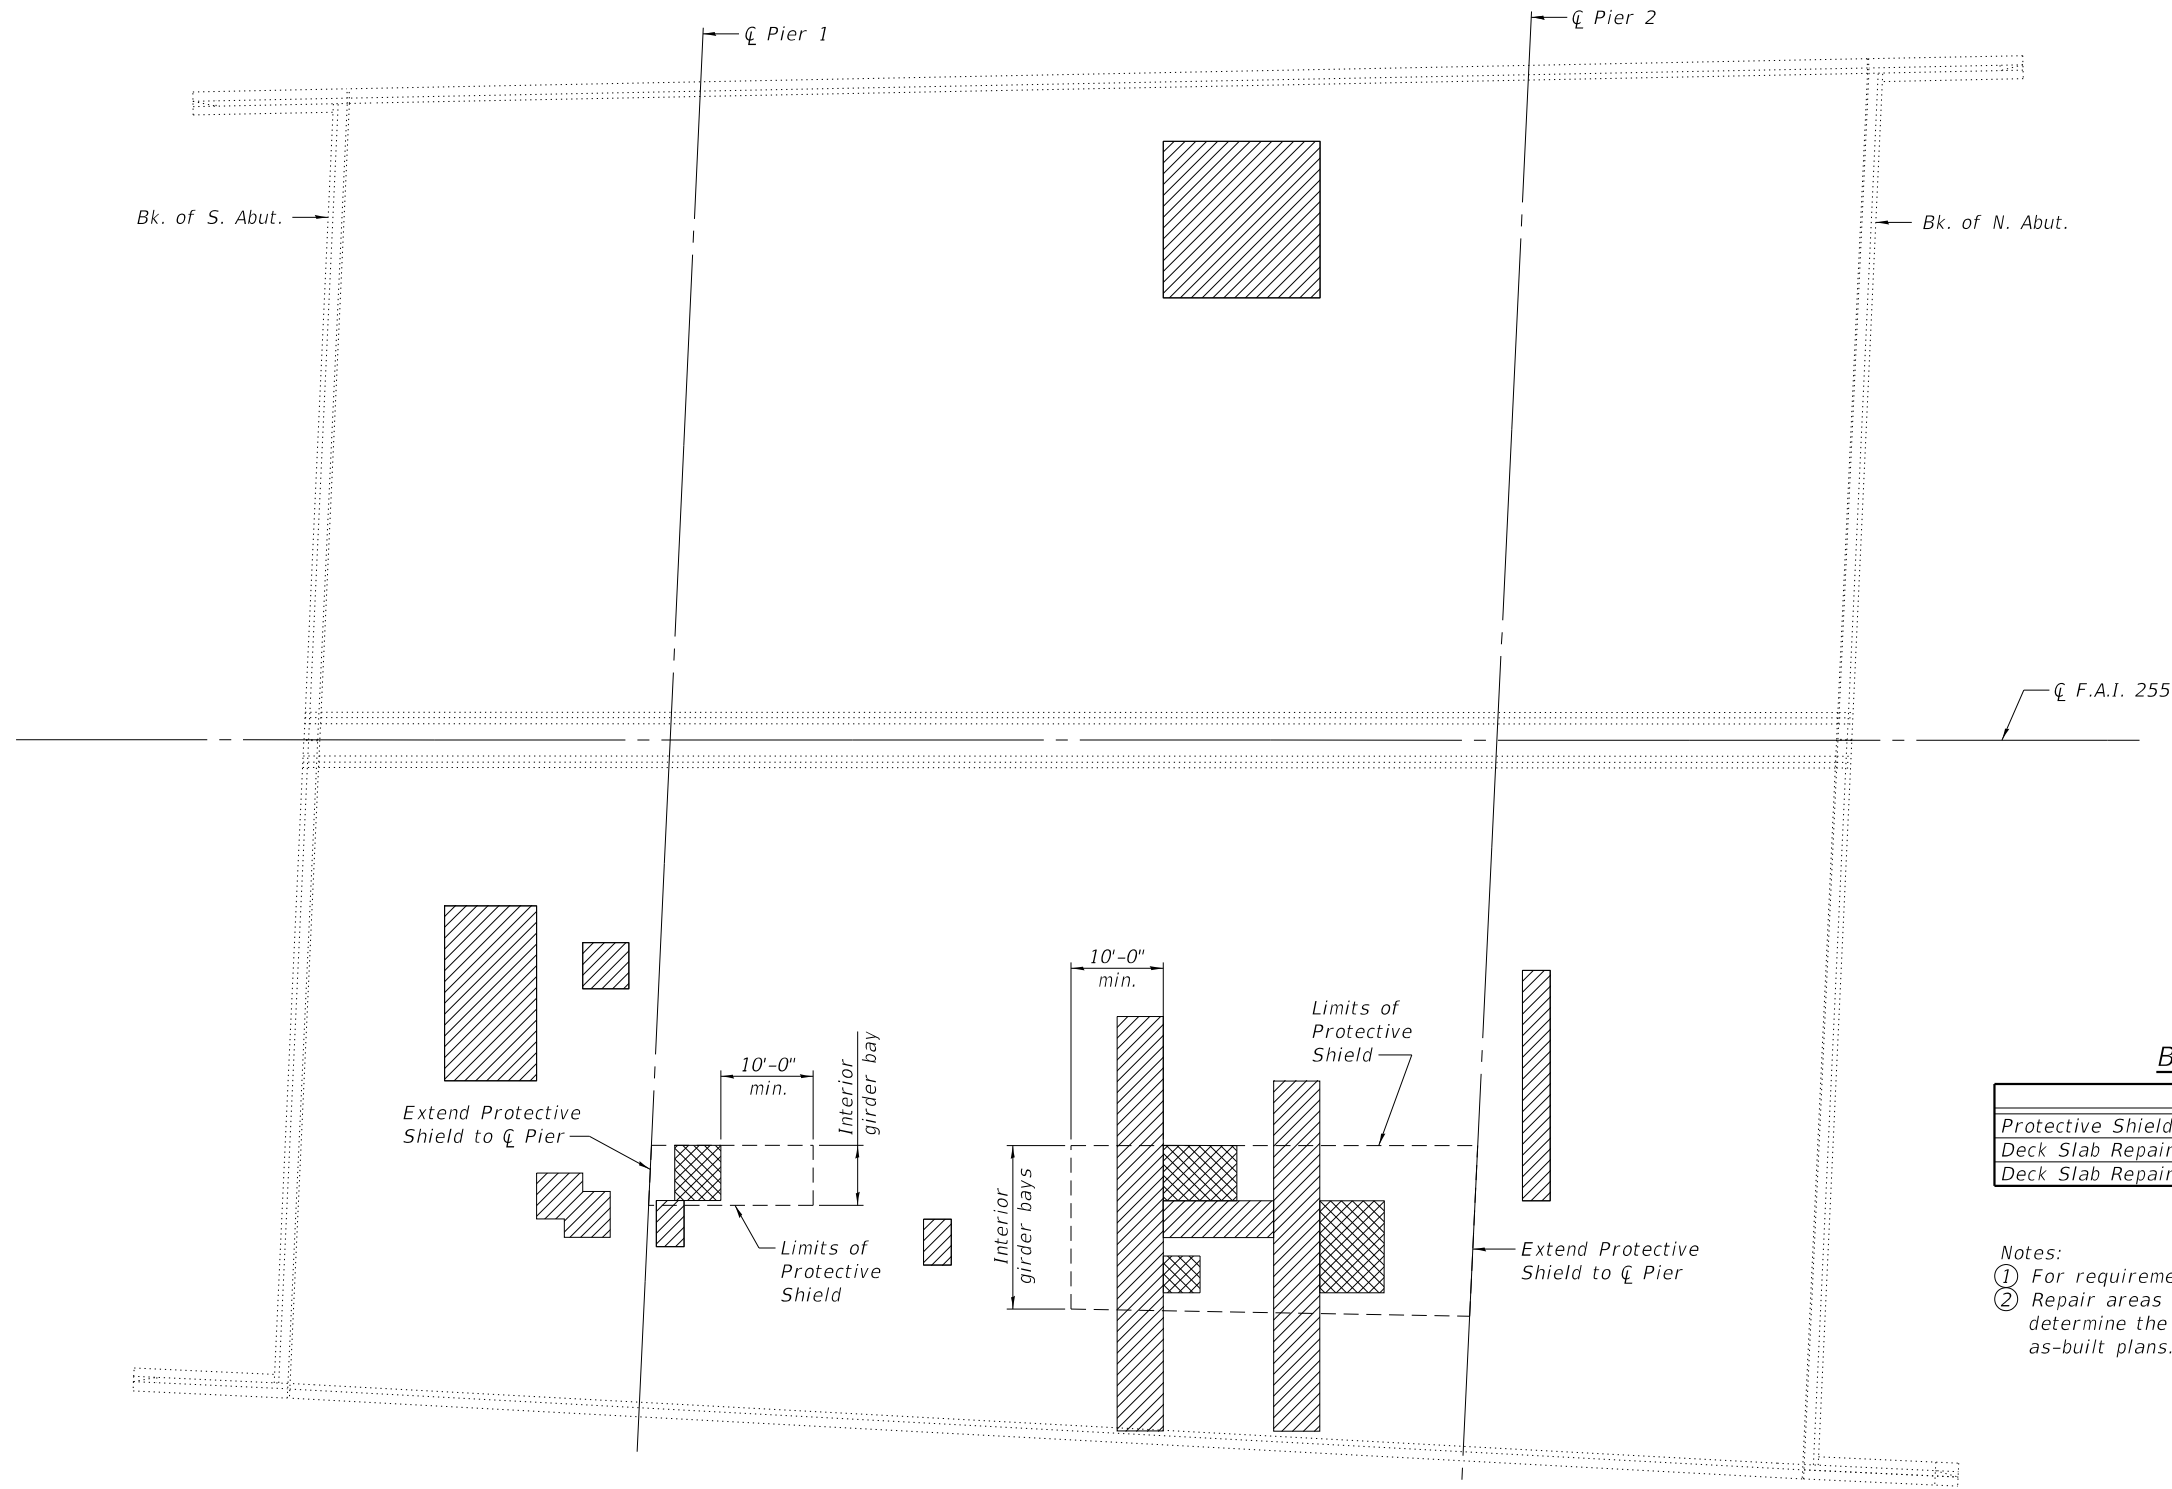 ℄ Pier 1
℄ Pier 2
Bk. of S. Abut.
Bk. of N. Abut.
℄ F.A.I. 255
10'-0"
min.
Limits of
Protective
Shield
Interior
girder bay
10'-0"
min.
Extend Protective
Shield to ℄ Pier
Interior
girder bays
Limits of
Protective
Shield
Extend Protective
Shield to ℄ Pier
Protective Shield
Deck Slab Repair
Deck Slab Repair
Notes:
① For
② Repair areas
determine the
as-built plans.